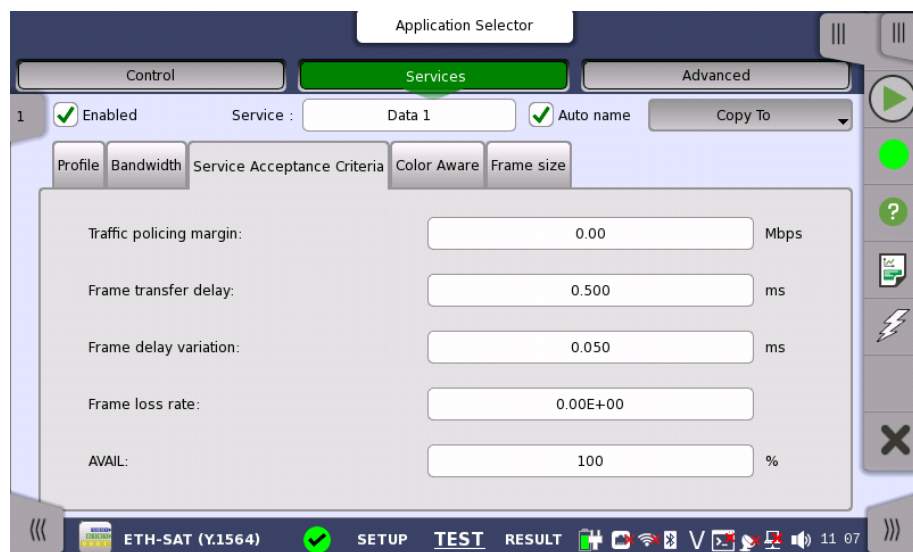 Application Selector
Control Services Advanced
1 Enabled Service : Data 1 Auto name Copy To
Profile Bandwidth Service Acceptance Criteria Color Aware Frame size
Traffic policing margin: 0.00 Mbps
Frame transfer delay: 0.500 ms
Frame delay variation: 0.050 ms
Frame loss rate: 0.00E+00
AVAIL: 100 %
ETH-SAT (Y.1564) SETUP TEST RESULT V 11 07